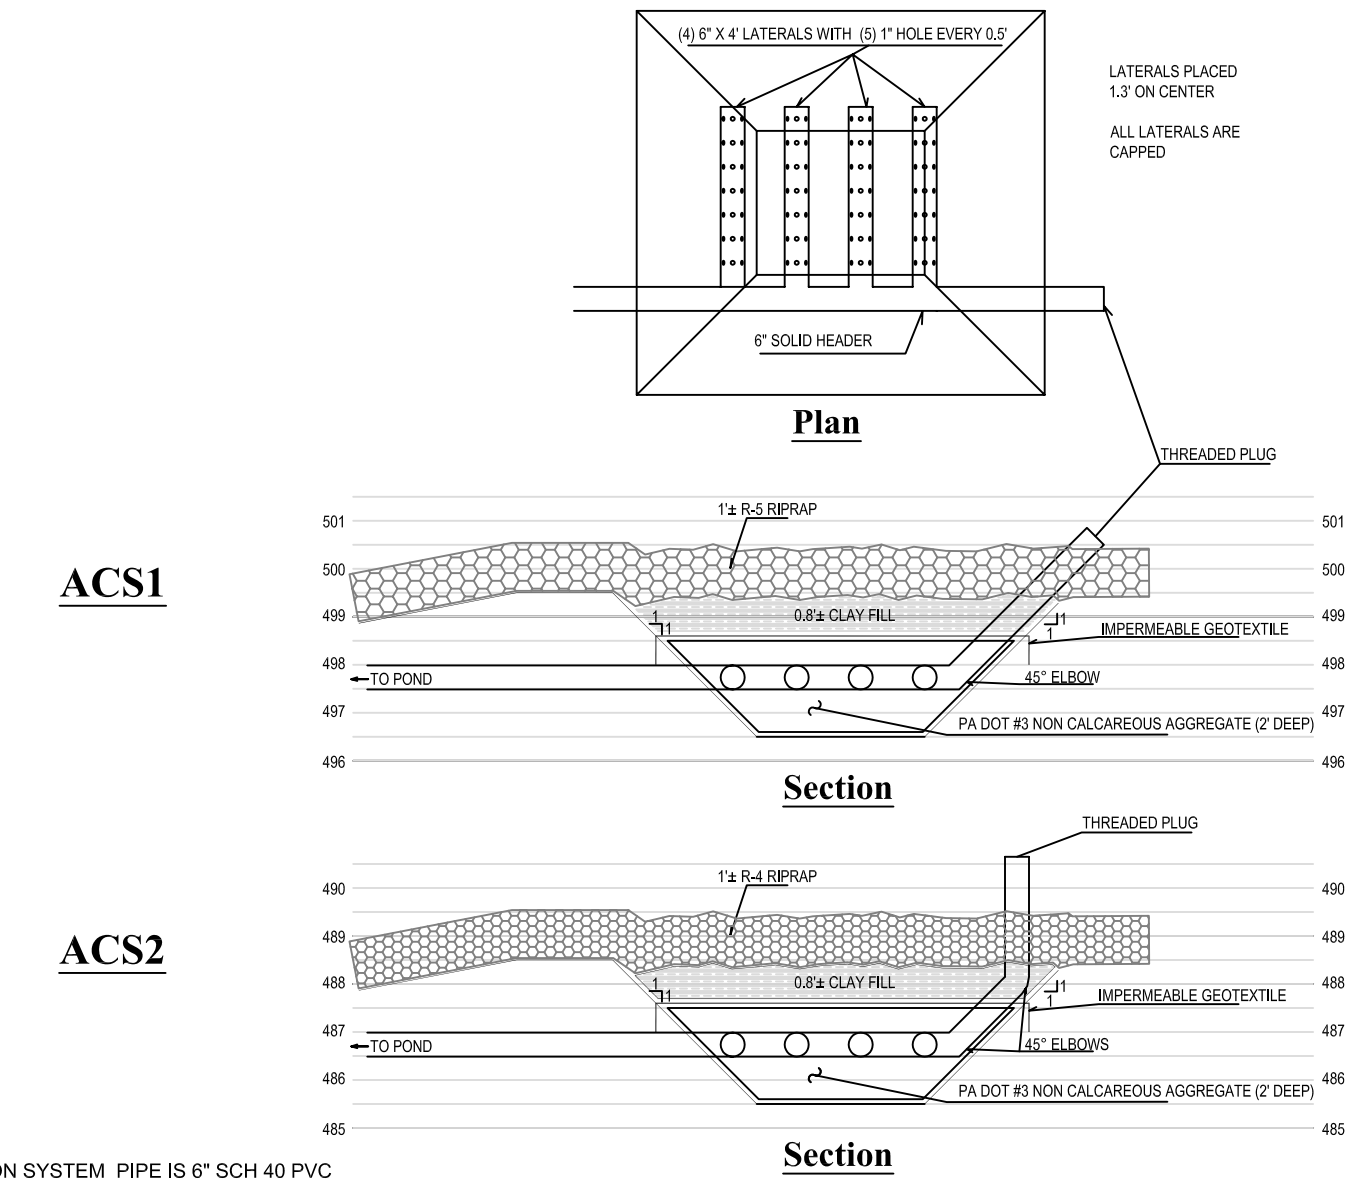 (4) 6" X 4' LATERALS WITH (5) 1" HOLE EVERY 0.5'
LATERALS PLACED
1.3' ON CENTER
ALL LATERALS ARE
CAPPED
6" SOLID HEADER
Plan
THREADED PLUG
1'± R-5 RIPRAP
501
501
500
500
ACS1
499
499
0.8'± CLAY FILL
1
1
1
1
IMPERMEABLE GEOTEXTILE
498
498
TO POND
45° ELBOW
497
497
PA DOT #3 NON CALCAREOUS AGGREGATE (2' DEEP)
496
496
Section
THREADED PLUG
1'± R-4 RIPRAP
490
490
ACS2
489
489
488
488
0.8'± CLAY FILL
1
1
1
1
IMPERMEABLE GEOTEXTILE
487
487
TO POND
45° ELBOWS
486
486
PA DOT #3 NON CALCAREOUS AGGREGATE (2' DEEP)
485
485
Section
ON SYSTEM PIPE IS 6" SCH 40 PVC